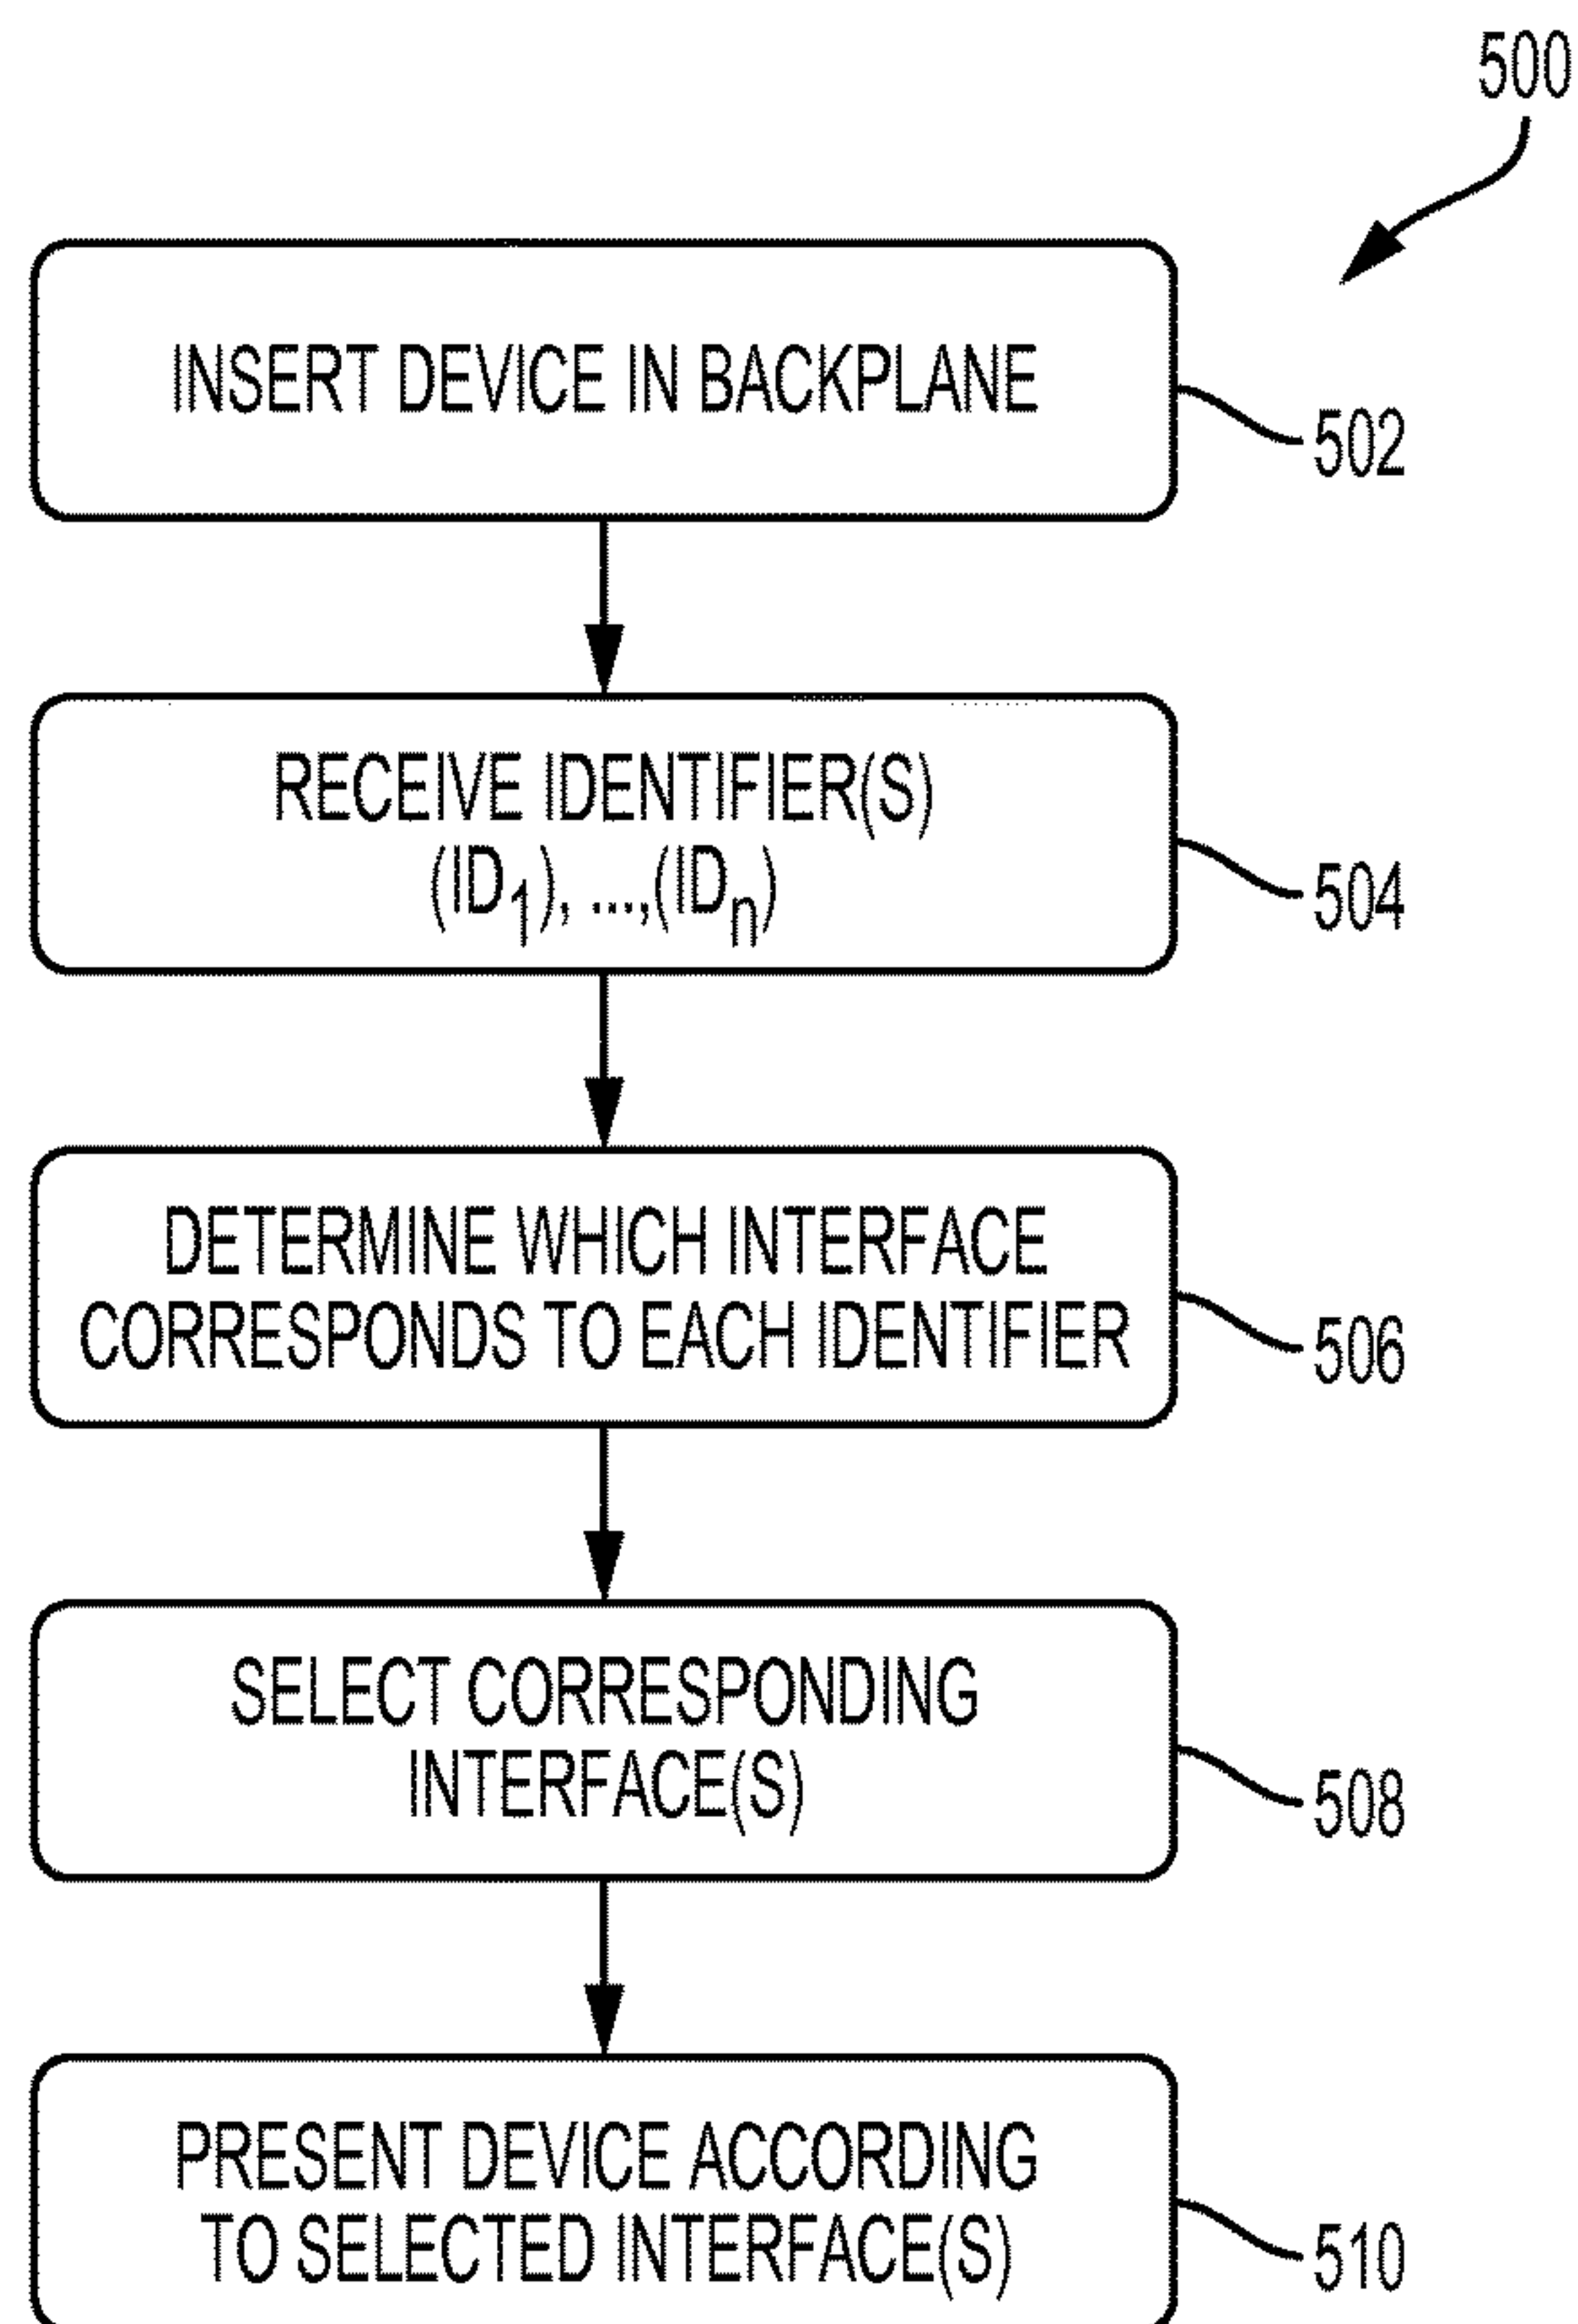 500
INSERT DEVICE IN BACKPLANE
502
RECEIVE IDENTIFIER(S)
(ID1), ...,(IDn)
504
DETERMINE WHICH INTERFACE
CORRESPONDS TO EACH IDENTIFIER
506
SELECT CORRESPONDING
INTERFACE(S)
508
PRESENT DEVICE ACCORDING
TO SELECTED INTERFACE(S)
510